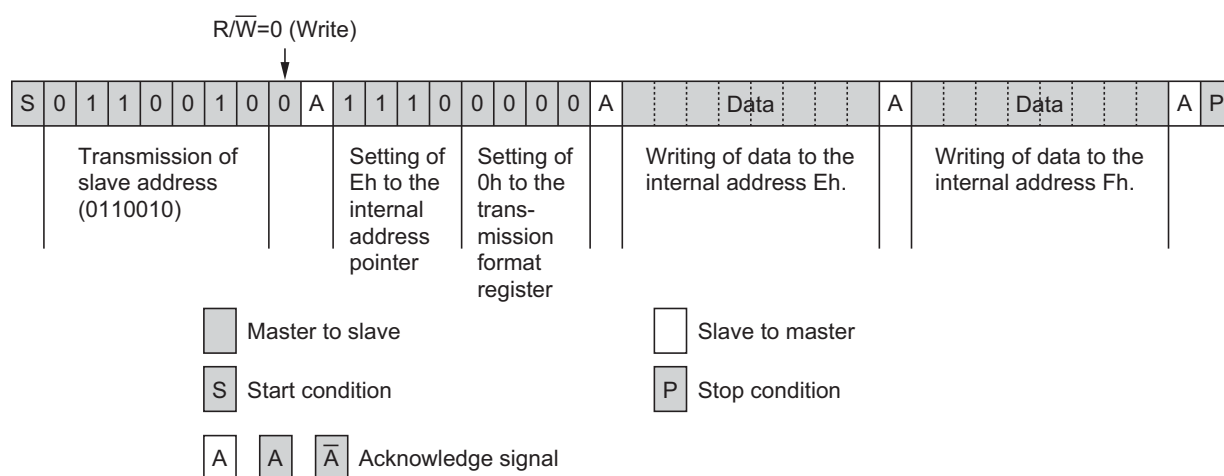 R/W̅=0 (Write)
S 0 1 1 0 0 1 0 0 A 1 1 1 0 0 0 0 0 A Data A Data A P
Transmission of
slave address
(0110010)
Setting of
Eh to the
internal
address
pointer
Setting of
0h to the
trans-
mission
format
register
Writing of data to the
internal address Eh.
Writing of data to the
internal address Fh.
Master to slave
Slave to master
S Start condition
P Stop condition
A A A̅ Acknowledge signal